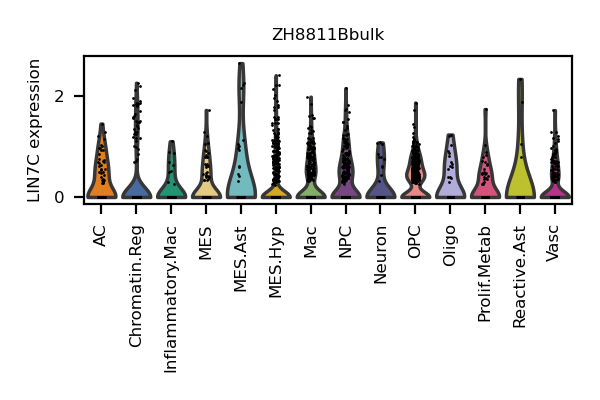 ZH8811Bbulk
LIN7C expression
2
0
AC
Chromatin.Reg
Inflammatory.Mac
MES
MES.Ast
MES.Hyp
Mac
NPC
Neuron
OPC
Oligo
Prolif.Metab
Reactive.Ast
Vasc